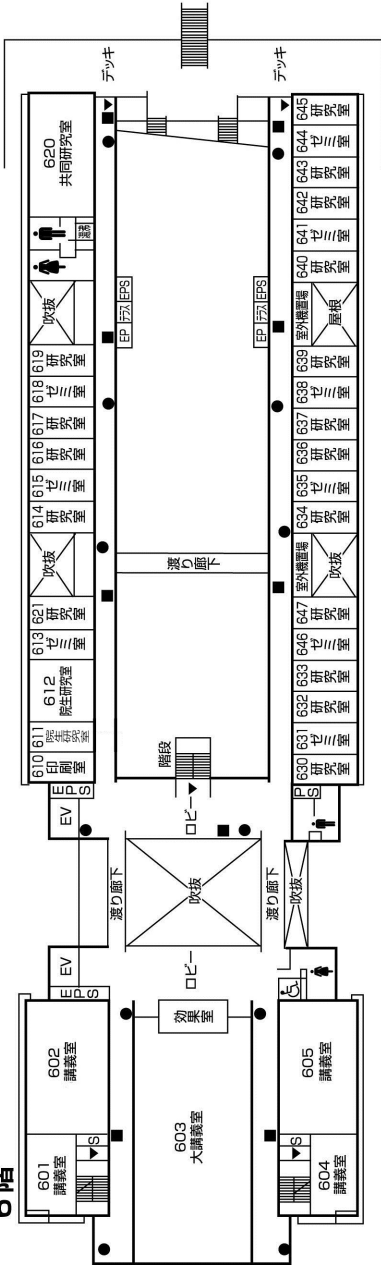 6階
601
講義室
S
602
講義室
EPS
EV
EV
EPS
610
印刷室
611
院生研究室
612
院生研究室
613
ゼミ室
621
研究室
吹抜
614
研究室
615
ゼミ室
616
研究室
617
研究室
618
ゼミ室
619
研究室
吹抜
湯沸
620
共同研究室
デッキ
603
大講義室
効果室
ロビー
渡り廊下
吹抜
渡り廊下
ロビー
階段
渡り廊下
EP
テラス
EPS
EP
テラス
EPS
604
講義室
S
605
講義室
吹抜
PS
630
研究室
631
ゼミ室
632
研究室
633
研究室
646
ゼミ室
647
研究室
室外機置場
吹抜
634
研究室
635
ゼミ室
636
研究室
637
研究室
638
ゼミ室
639
研究室
室外機置場
屋根
640
研究室
641
ゼミ室
642
研究室
643
研究室
644
ゼミ室
645
研究室
デッキ